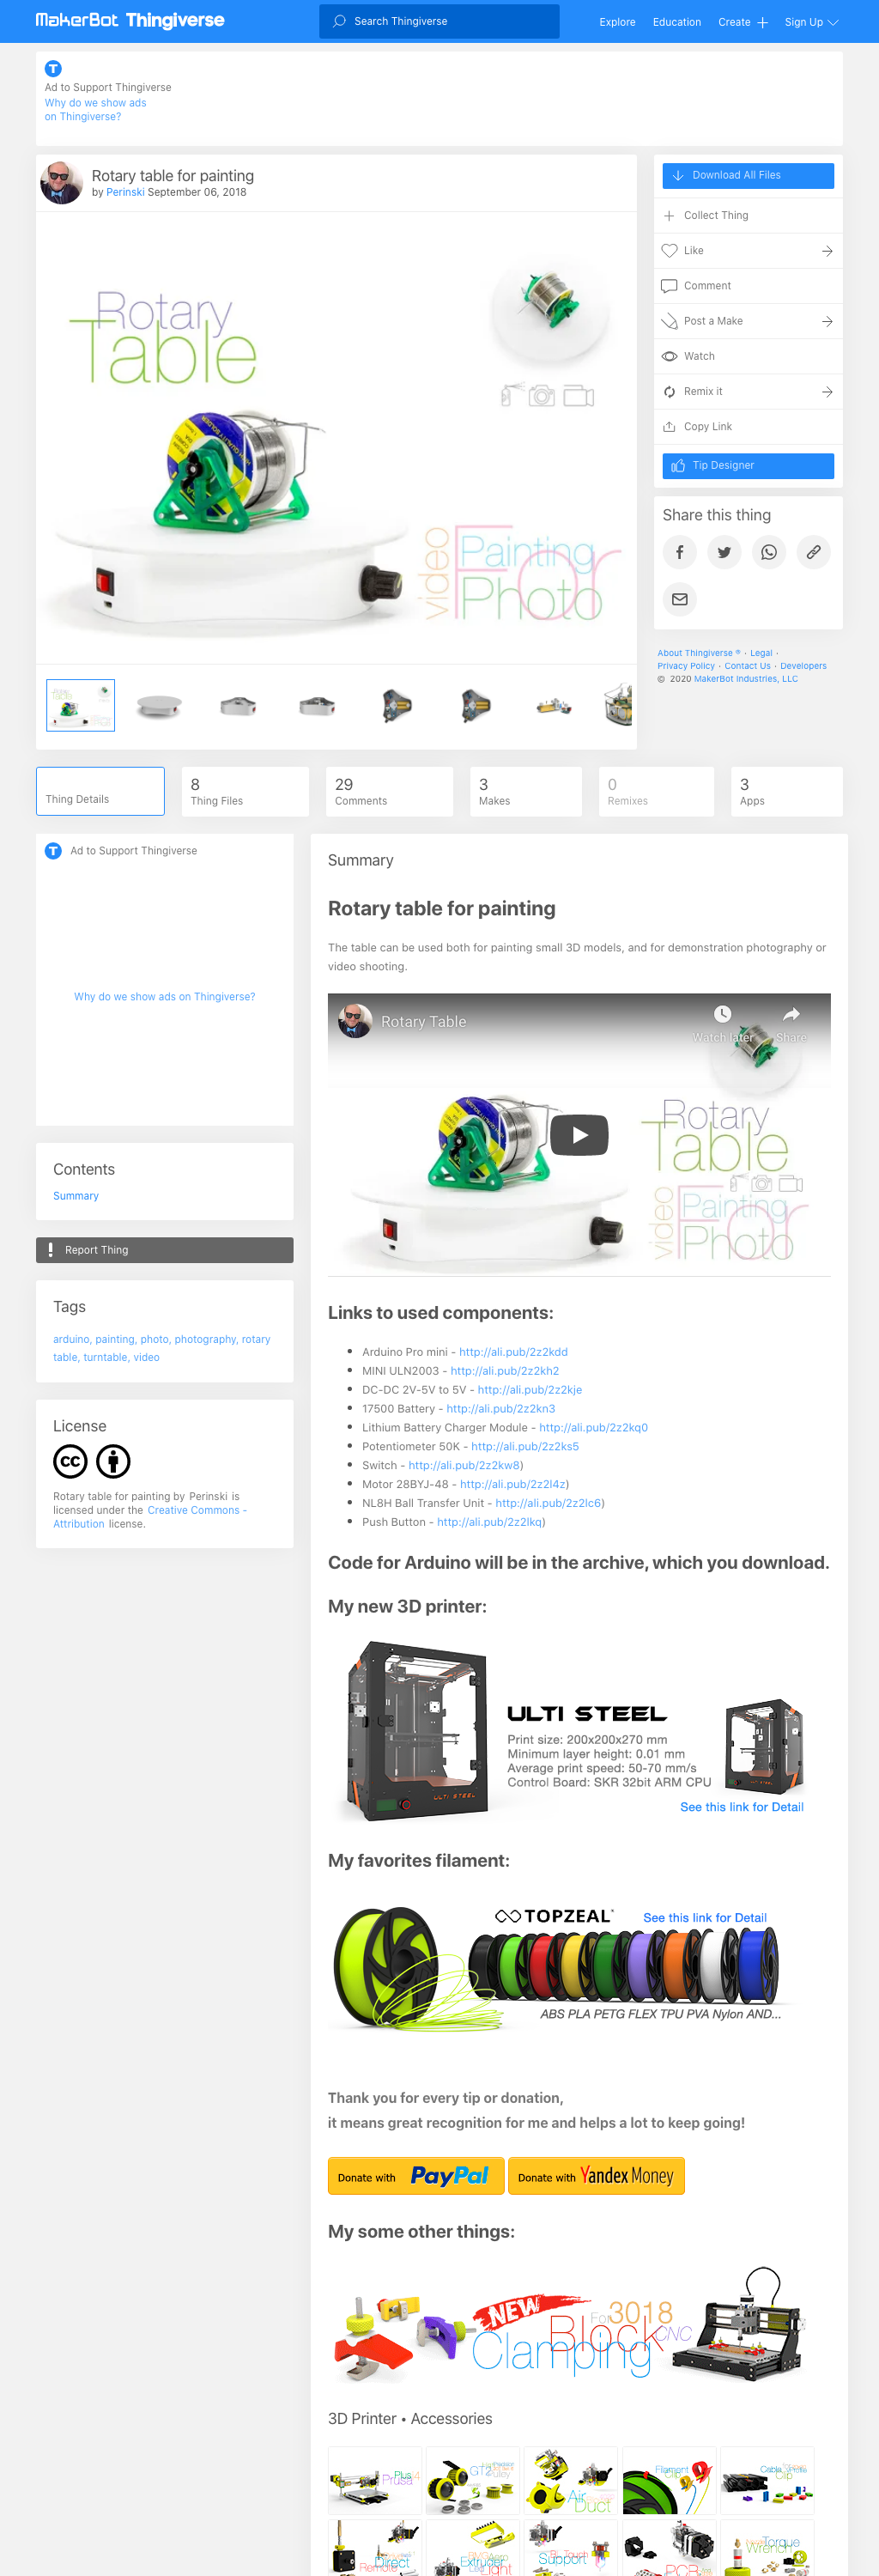 MakerBot Thingiverse
Search Thingiverse
Explore
Education
Create
Sign Up
Ad to Support Thingiverse
Why do we show ads
on Thingiverse?
Rotary table for painting
by Perinski September 06, 2018
Rotary
Table
video
Painting
For
Photo
Download All Files
Collect Thing
Like
Comment
Post a Make
Watch
Remix it
Copy Link
Tip Designer
Share this thing
About Thingiverse ® · Legal ·
Privacy Policy · Contact Us · Developers
© 2020 MakerBot Industries, LLC
Thing Details
8
Thing Files
29
Comments
3
Makes
0
Remixes
3
Apps
Ad to Support Thingiverse
Why do we show ads on Thingiverse?
Contents
Summary
Report Thing
Tags
arduino, painting, photo, photography, rotary
table, turntable, video
License
Rotary table for painting by Perinski is
licensed under the Creative Commons -
Attribution license.
Summary
Rotary table for painting
The table can be used both for painting small 3D models, and for demonstration photography or
video shooting.
Rotary Table
Watch later
Share
Rotary
Table
video
Painting
For
Photo
Links to used components:
Arduino Pro mini - http://ali.pub/2z2kdd
MINI ULN2003 - http://ali.pub/2z2kh2
DC-DC 2V-5V to 5V - http://ali.pub/2z2kje
17500 Battery - http://ali.pub/2z2kn3
Lithium Battery Charger Module - http://ali.pub/2z2kq0
Potentiometer 50K - http://ali.pub/2z2ks5
Switch - http://ali.pub/2z2kw8)
Motor 28BYJ-48 - http://ali.pub/2z2l4z)
NL8H Ball Transfer Unit - http://ali.pub/2z2lc6)
Push Button - http://ali.pub/2z2lkq)
Code for Arduino will be in the archive, which you download.
My new 3D printer:
ULTI STEEL
Print size: 200x200x270 mm
Minimum layer height: 0.01 mm
Average print speed: 50-70 mm/s
Control Board: SKR 32bit ARM CPU
See this link for Detail
ULTI STEEL
My favorites filament:
TOPZEAL
See this link for Detail
ABS PLA PETG FLEX TPU PVA Nylon AND...
Thank you for every tip or donation,
it means great recognition for me and helps a lot to keep going!
Donate with PayPal
Donate with Yandex Money
My some other things:
NEW
For 3018
Block CNC
Clamping
3D Printer • Accessories
Plus
Prusa
GT2
Air
Duct
Filament
Clip
Cable
Clip
Direct
Remote
Extruder
Light
Touch
Support
PCB
Torque
Wrench